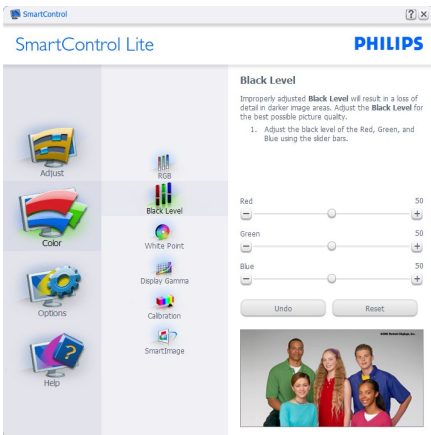 SmartControl
SmartControl Lite
PHILIPS
Adjust
Color
Options
Help
RGB
Black Level
White Point
Display Gamma
Calibration
SmartImage
Black Level
Improperly adjusted Black Level will result in a loss of
detail in darker image areas. Adjust the Black Level for
the best possible picture quality.
1. Adjust the black level of the Red, Green, and
Blue using the slider bars.
Red 50
Green 50
Blue 50
Undo Reset